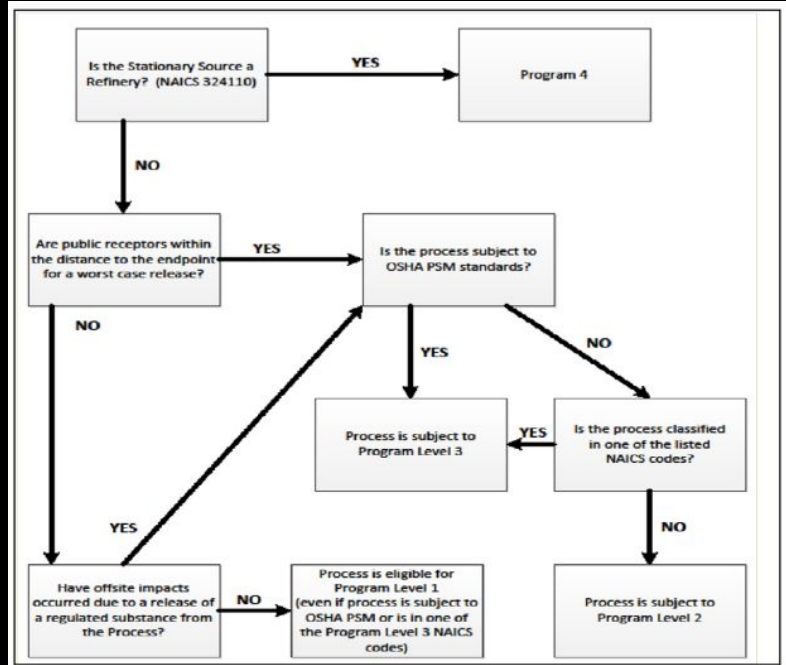 Is the Stationary Source a
Refinery? (NAICS 324110)
YES
Program 4
NO
Are public receptors within
the distance to the endpoint
for a worst case release?
YES
Is the process subject to
OSHA PSM standards?
NO
YES
NO
Process is subject to
Program Level 3
YES
Is the process classified
in one of the listed
NAICS codes?
YES
NO
Have offsite impacts
occurred due to a release of
a regulated substance from
the Process?
NO
Process is eligible for
Program Level 1
(even if process is subject to
OSHA PSM or is in one of
the Program Level 3 NAICS
codes)
Process is subject to
Program Level 2